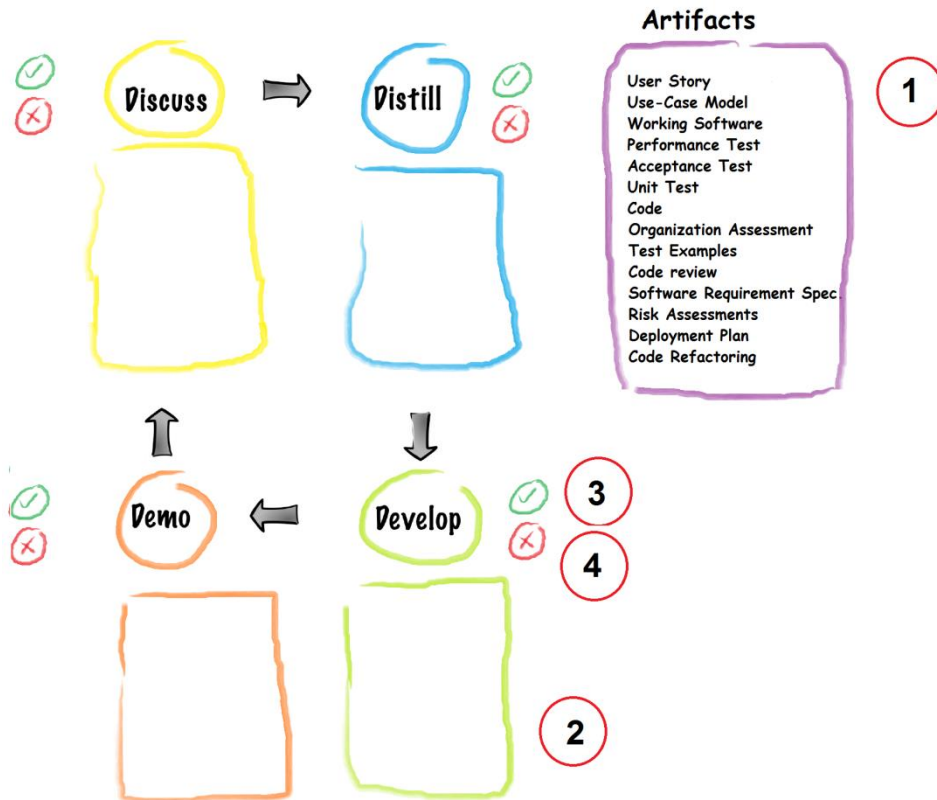 Artifacts
Discuss
Distill
User Story
Use-Case Model
Working Software
Performance Test
Acceptance Test
Unit Test
Code
Organization Assessment
Test Examples
Code review
Software Requirement Spec.
Risk Assessments
Deployment Plan
Code Refactoring
1
Demo
Develop
3
4
2